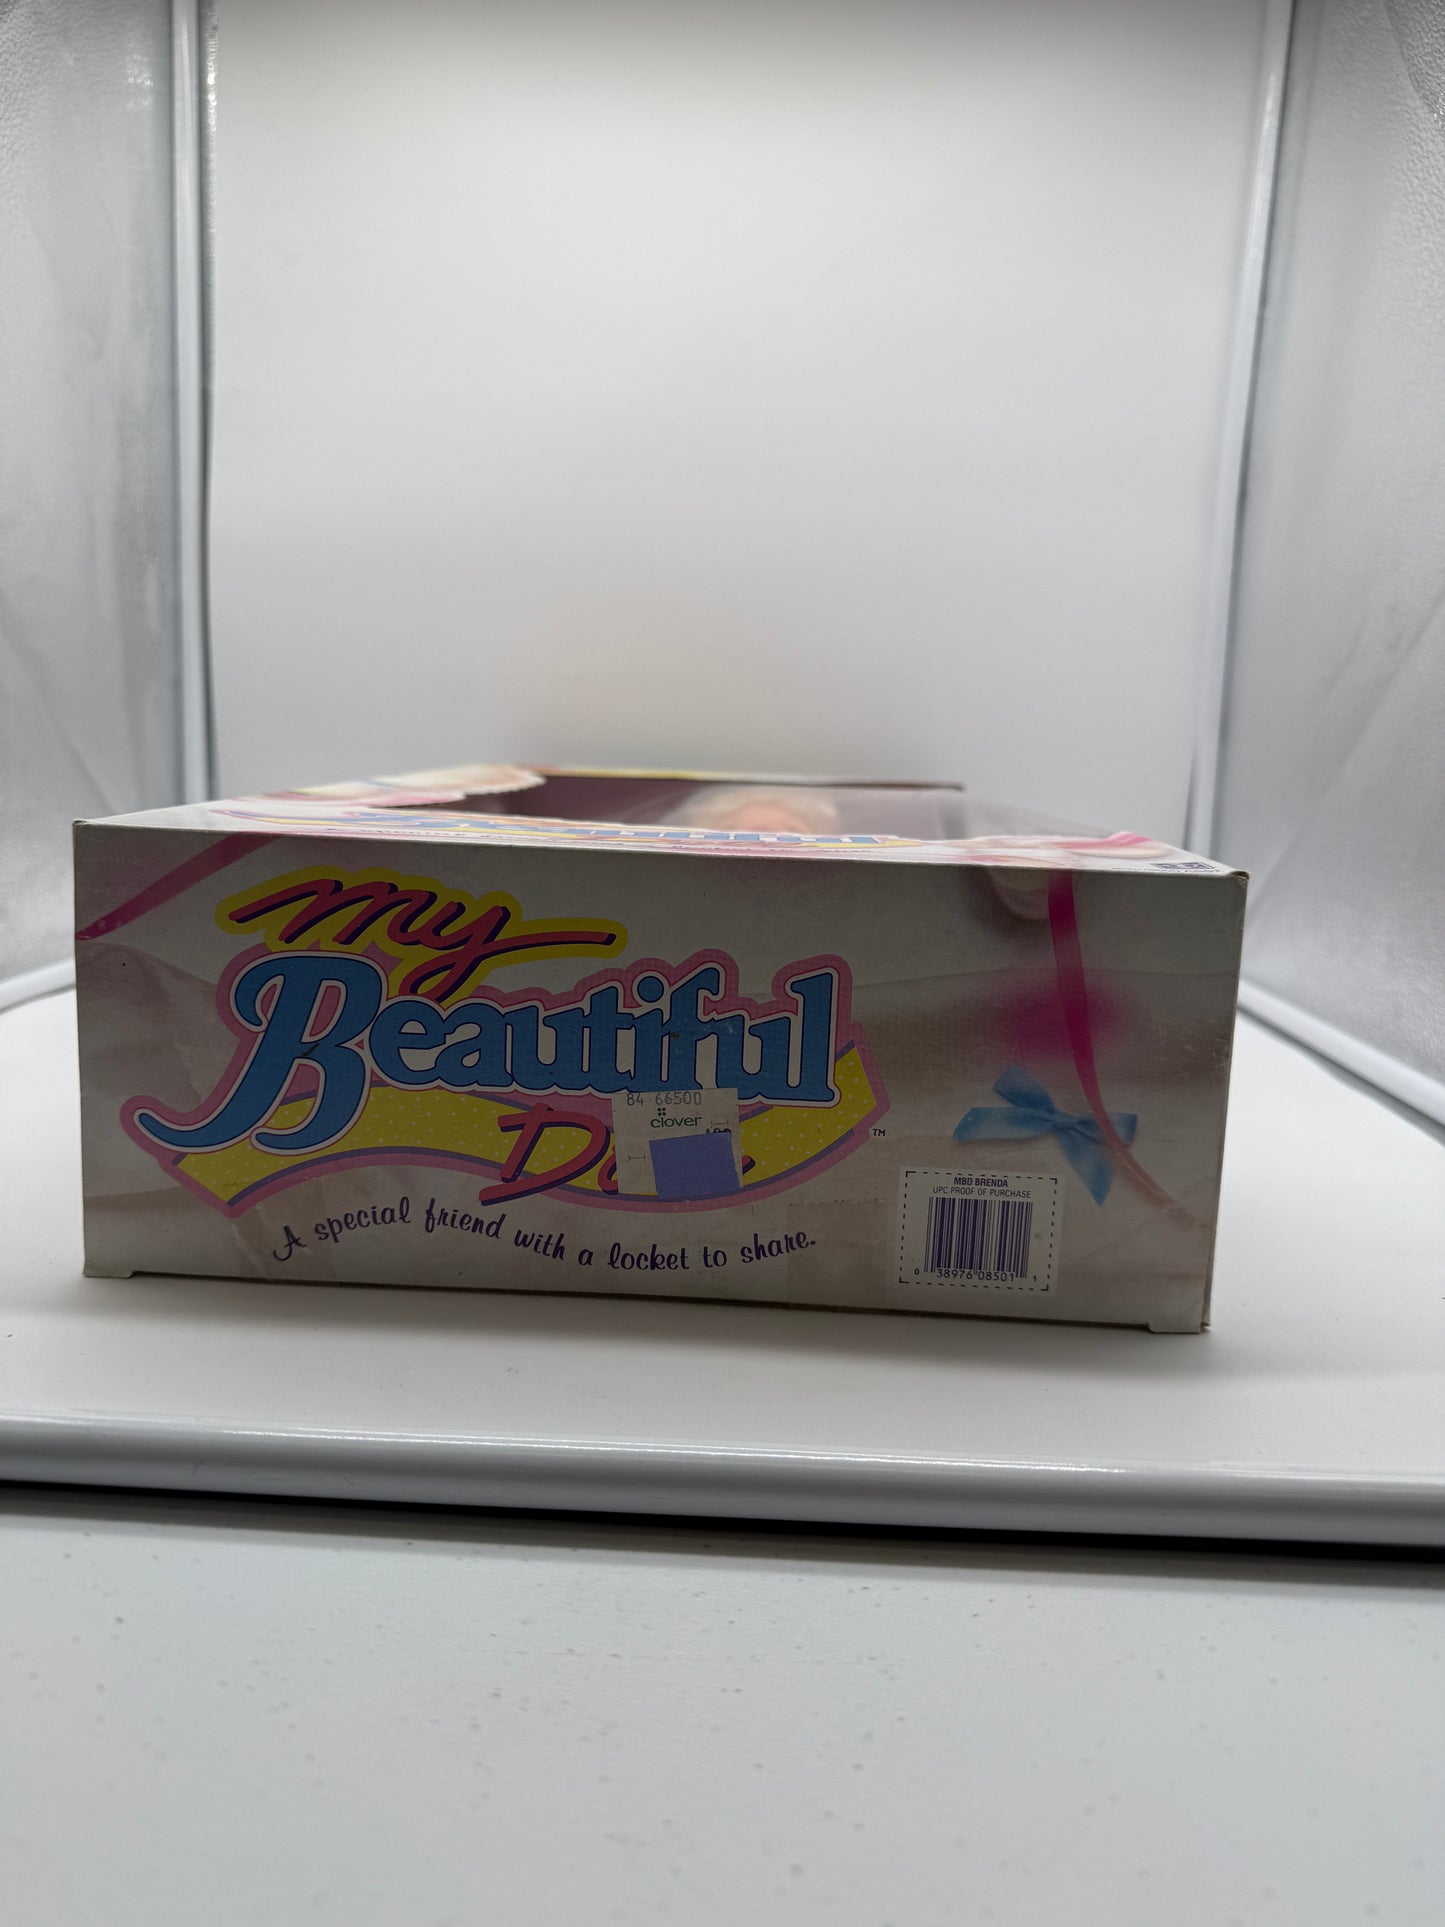 my
Beautiful
D
TM
84 66500
clover
A special friend with a locket to share.
MBD BRENDA
UPC PROOF OF PURCHASE
0 38976 08501 1